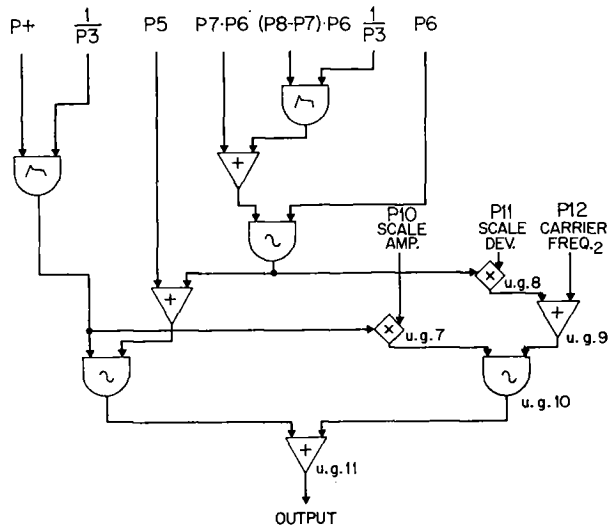 P4 1/P3 P5 P7·P6 (P8-P7)·P6 1/P3 P6
+
P10 SCALE AMP.
P11 SCALE DEV.
P12 CARRIER FREQ.2
×
u.g.8
+
+
u.g.9
×
u.g.7
u.g.10
+
u.g.11
OUTPUT